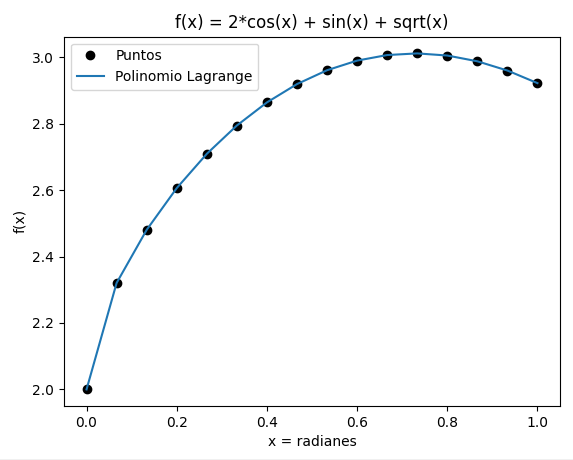 f(x) = 2*cos(x) + sin(x) + sqrt(x)
Puntos
Polinomio Lagrange
3.0
2.8
2.6
2.4
2.2
2.0
f(x)
0.0 0.2 0.4 0.6 0.8 1.0
x = radianes